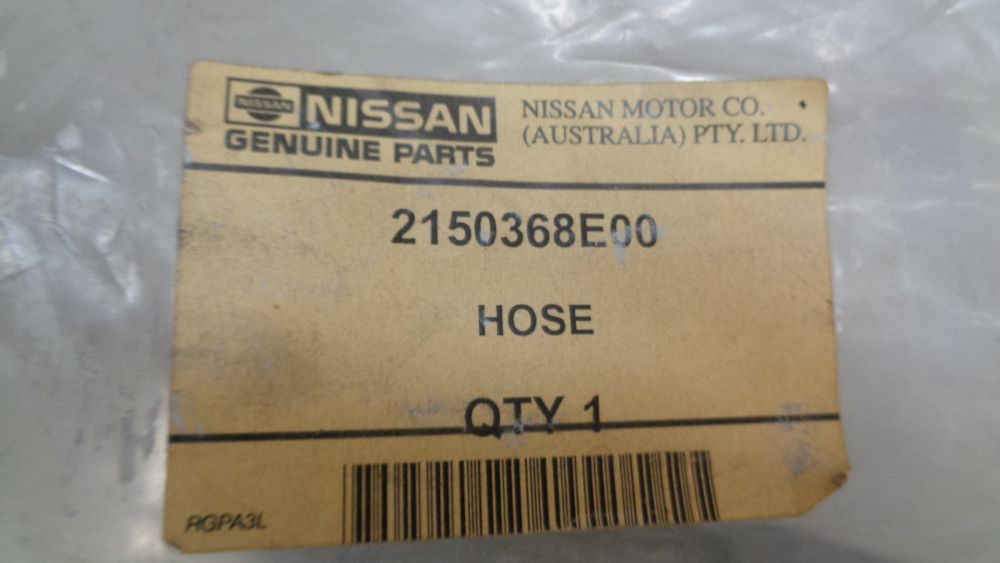 NISSAN
NISSAN
GENUINE PARTS
NISSAN MOTOR CO.
(AUSTRALIA) PTY. LTD.
2150368E00
HOSE
QTY 1
RGPA3L